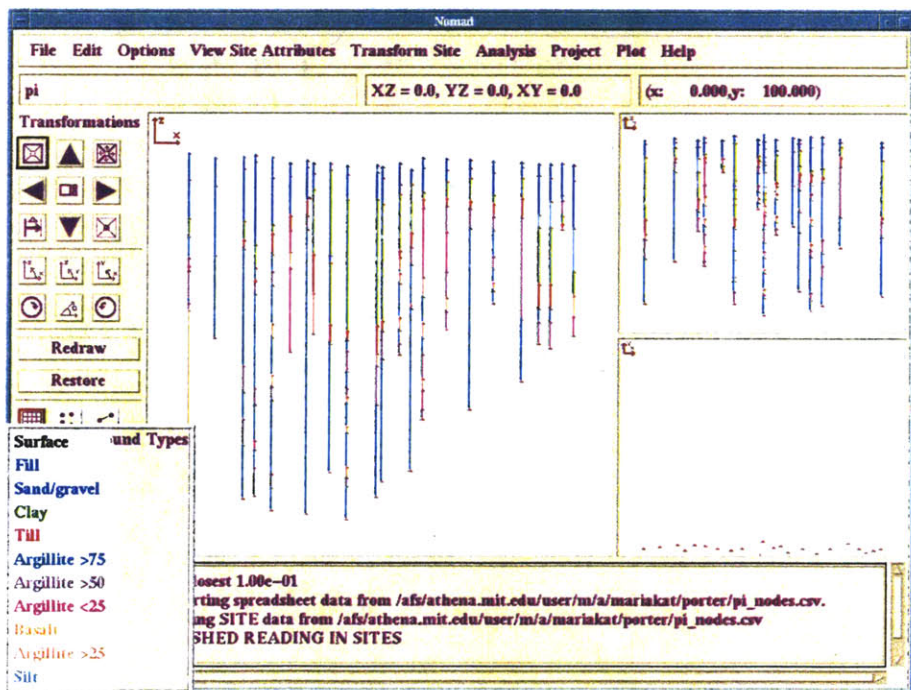 Nomad
File Edit Options View Site Attributes Transform Site Analysis Project Plot Help
pi
XZ = 0.0, YZ = 0.0, XY = 0.0
(x: 0.000,y: 100.000)
Transformations
z
x
Redraw
Restore
und Types
Surface
Fill
Sand/gravel
Clay
Till
Argillite >75
Argillite >50
Argillite <25
Basalt
Argillite >25
Silt
losest 1.00e-01
rting spreadsheet data from /afs/athena.mit.edu/user/m/a/mariakat/porter/pi_nodes.csv.
ng SITE data from /afs/athena.mit.edu/user/m/a/mariakat/porter/pi_nodes.csv
SHED READING IN SITES